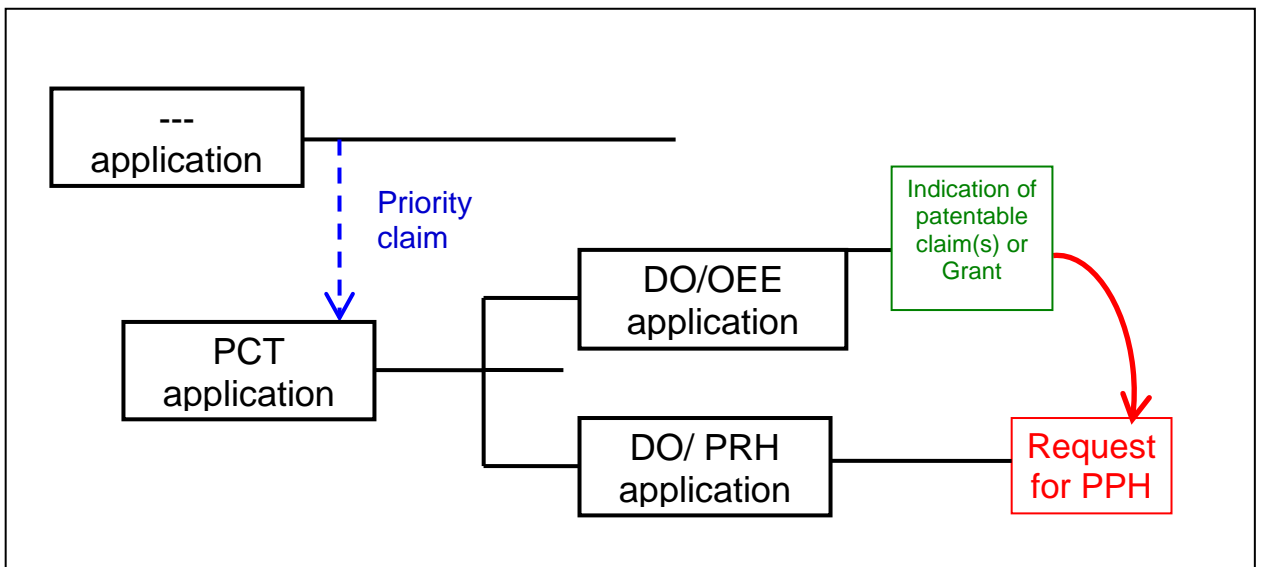 ---
application
Priority
claim
PCT
application
DO/OEE
application
Indication of
patentable
claim(s) or
Grant
DO/ PRH
application
Request
for PPH